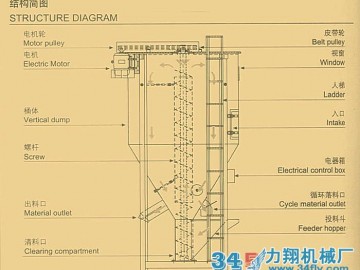 结构简图
STRUCTURE DIAGRAM
电机轮
Motor pulley
电机
Electric Motor
桶体
Vertical dump
螺杆
Screw
出料口
Material outlet
清料口
Clearing compartment
皮带轮
Belt pulley
视窗
Window
人梯
Ladder
入口
Intake
电器箱
Electrical control box
循环落料口
Cycle material outlet
投料斗
Feeder hopper
力翔机械厂
www.34fly.com